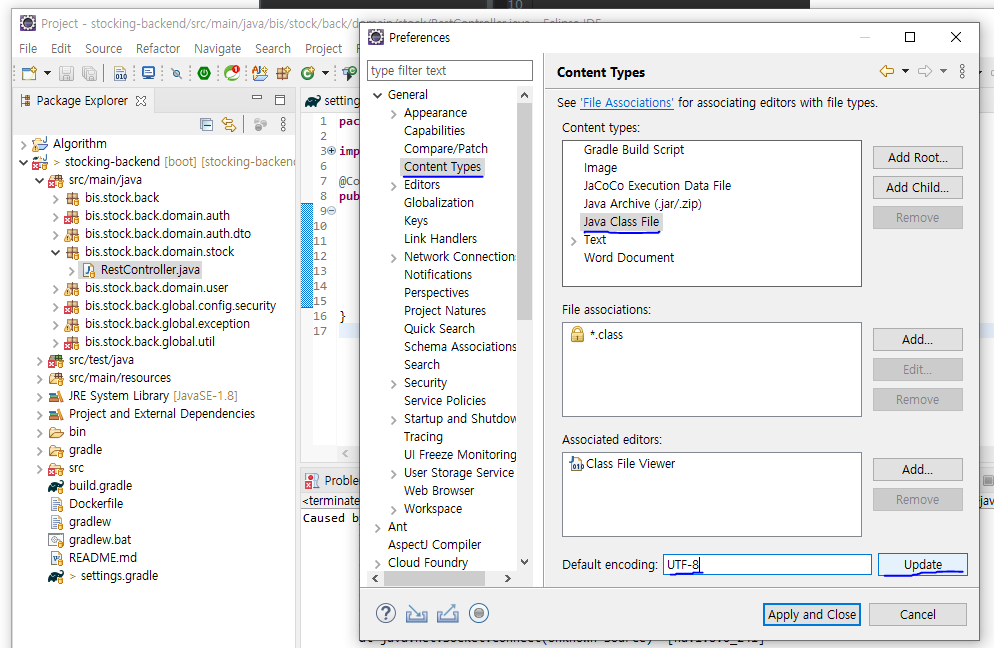 10
Project - stocking-backend/src/main/java/bis/stock/back/domain/stock/RestController.java - Eclipse IDE
File Edit Source Refactor Navigate Search Project
Package Explorer
Algorithm
> stocking-backend [boot] [stocking-backend
src/main/java
bis.stock.back
bis.stock.back.domain.auth
bis.stock.back.domain.auth.dto
bis.stock.back.domain.stock
RestController.java
bis.stock.back.domain.user
bis.stock.back.global.config.security
bis.stock.back.global.exception
bis.stock.back.global.util
src/test/java
src/main/resources
JRE System Library [JavaSE-1.8]
Project and External Dependencies
bin
gradle
src
build.gradle
Dockerfile
gradlew
gradlew.bat
README.md
> settings.gradle
setting
1 pac
2
3 imp
6
7 @Co
8 pub
9
10
11
12
13
14
15
16 }
17
Proble
<terminate
Caused b
Preferences
type filter text
General
Appearance
Capabilities
Compare/Patch
Content Types
Editors
Globalization
Keys
Link Handlers
Network Connection
Notifications
Perspectives
Project Natures
Quick Search
Schema Associations
Search
Security
Service Policies
Startup and Shutdow
Tracing
UI Freeze Monitoring
User Storage Service
Web Browser
Workspace
Ant
AspectJ Compiler
Cloud Foundry
Content Types
See 'File Associations' for associating editors with file types.
Content types:
Gradle Build Script
Image
JaCoCo Execution Data File
Java Archive (.jar/.zip)
Java Class File
Text
Word Document
Add Root...
Add Child...
Remove
File associations:
*.class
Add...
Edit...
Remove
Associated editors:
Class File Viewer
Add...
Remove
Default encoding: UTF-8 Update
? Apply and Close Cancel
jav